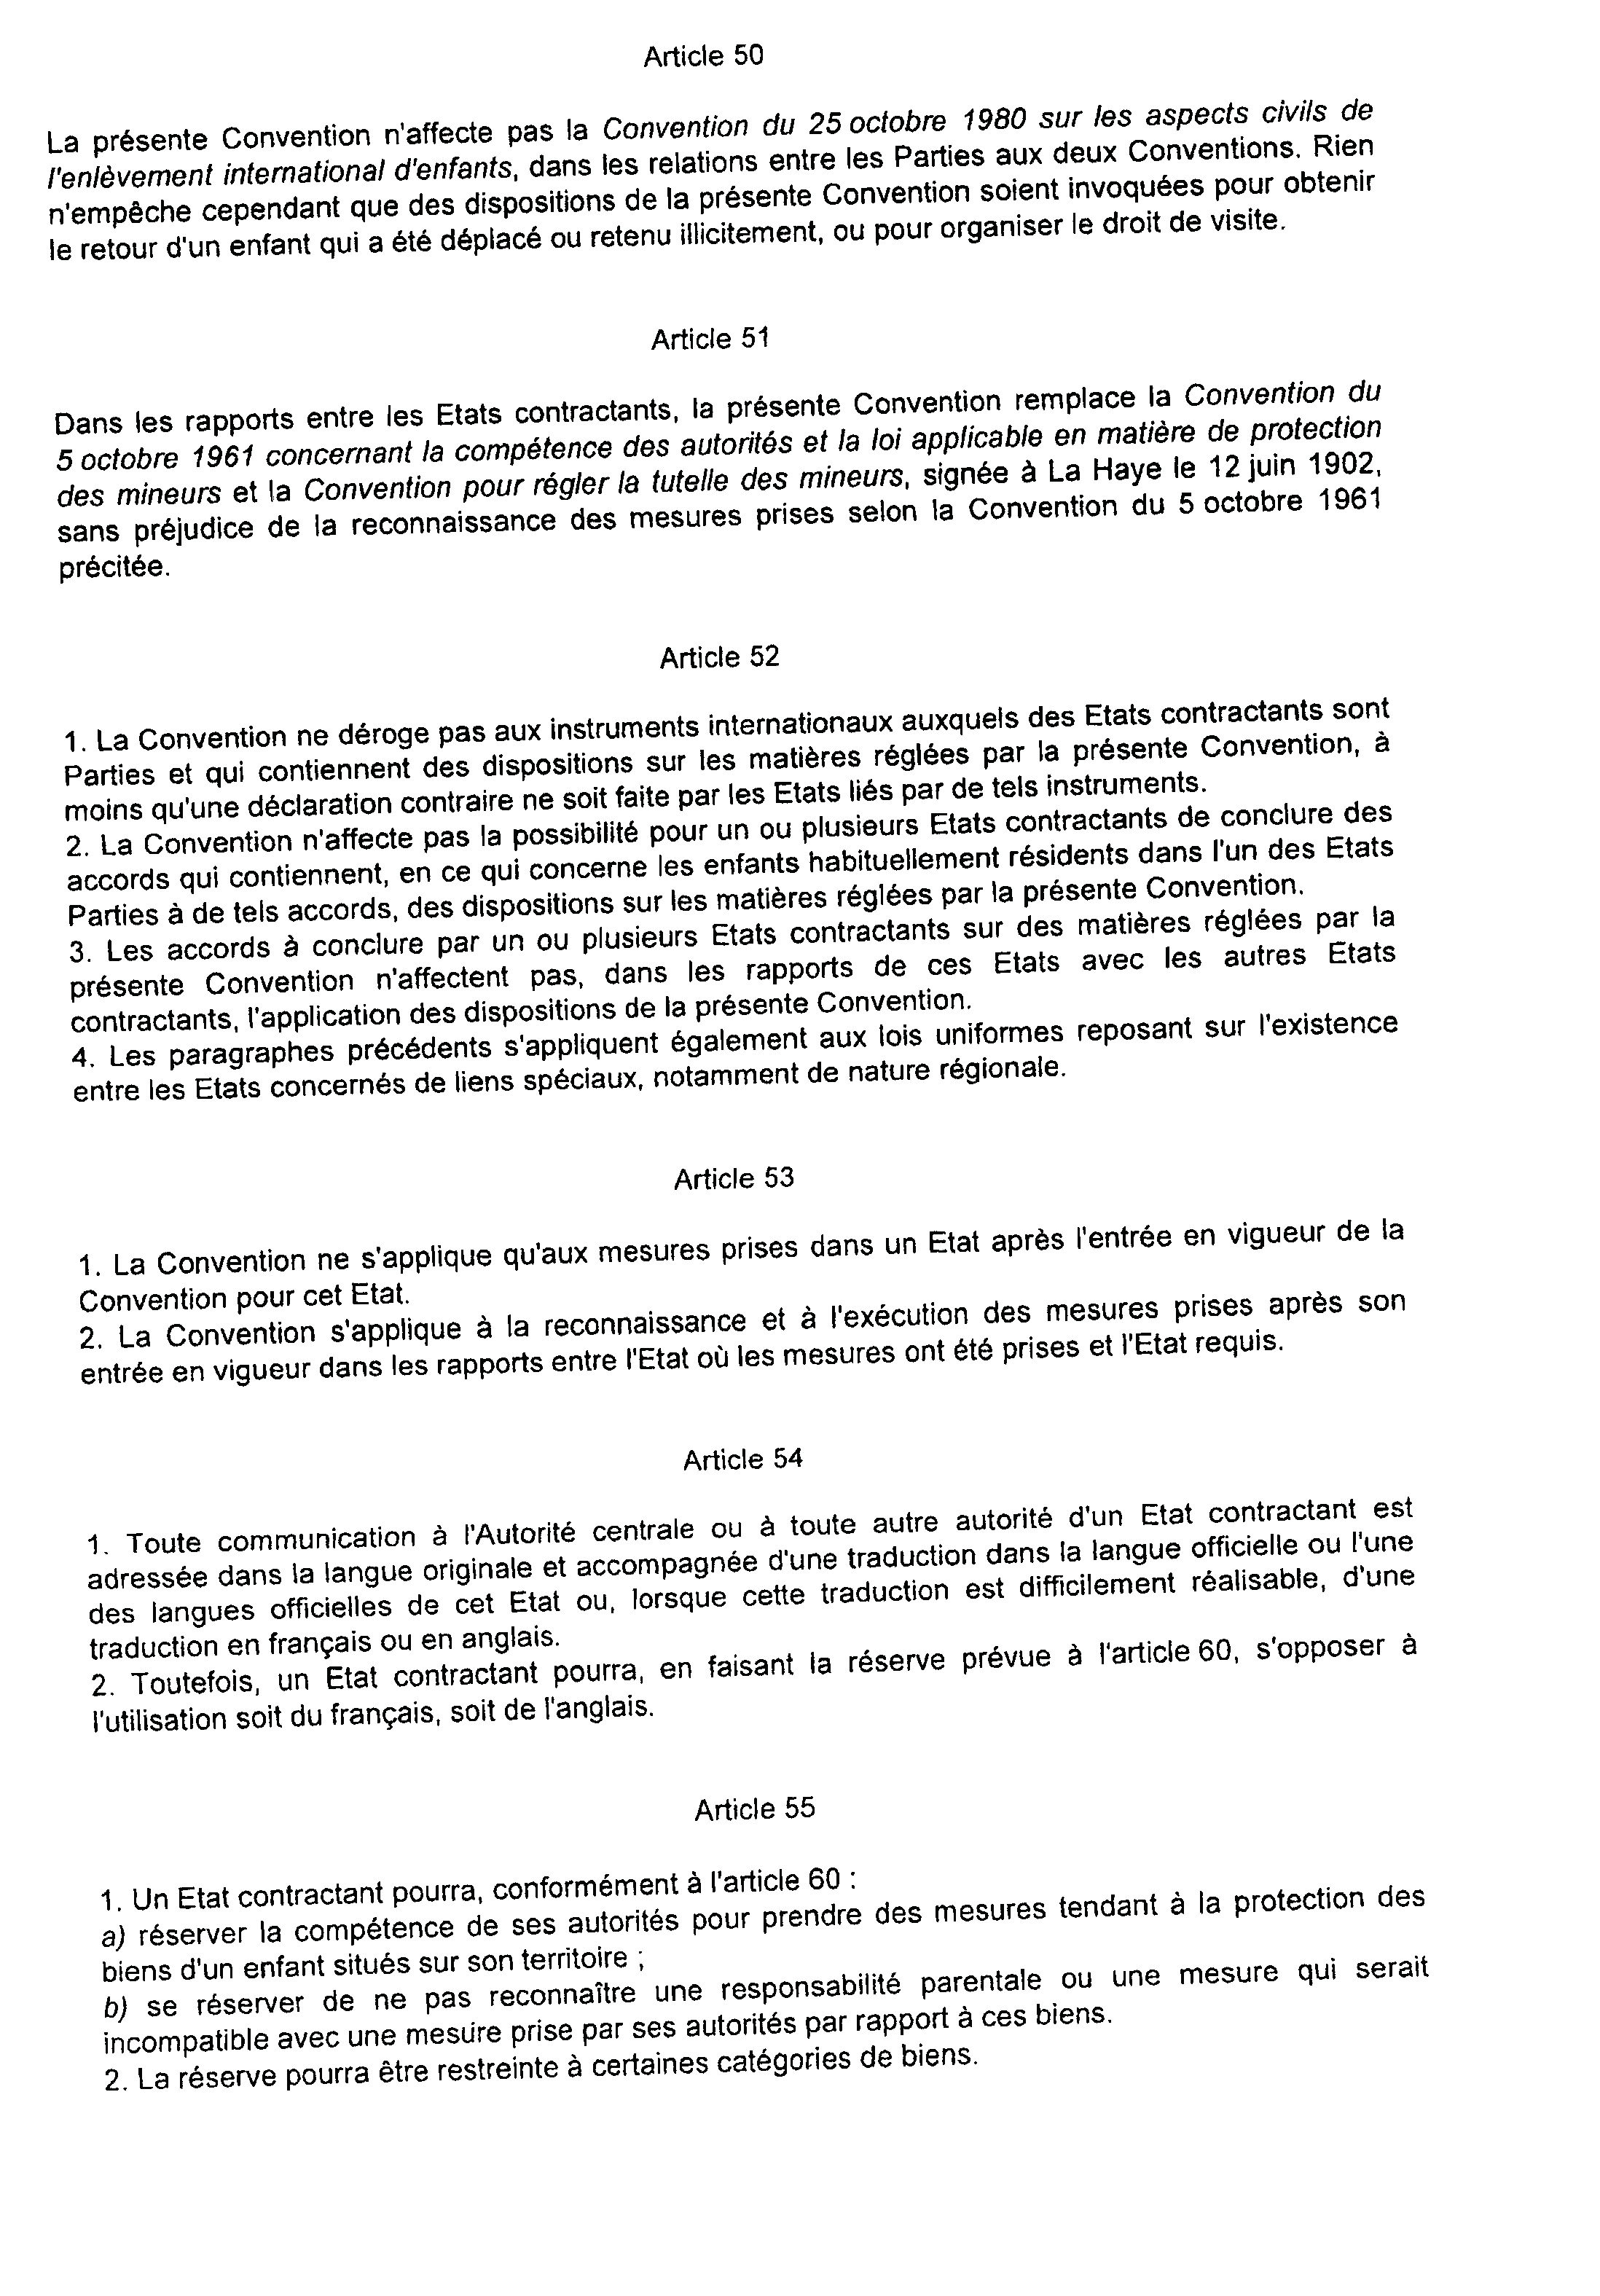 Article 50
La présente Convention n'affecte pas la Convention du 25 octobre 1980 sur les aspects civils de
l'enlèvement international d'enfants, dans les relations entre les Parties aux deux Conventions. Rien
n'empêche cependant que des dispositions de la présente Convention soient invoquées pour obtenir
le retour d'un enfant qui a été déplacé ou retenu illicitement, ou pour organiser le droit de visite.
Article 51
Dans les rapports entre les Etats contractants, la présente Convention remplace la Convention du
5 octobre 1961 concernant la compétence des autorités et la loi applicable en matière de protection
des mineurs et la Convention pour régler la tutelle des mineurs, signée à La Haye le 12 juin 1902,
sans préjudice de la reconnaissance des mesures prises selon la Convention du 5 octobre 1961
précitée.
Article 52
1. La Convention ne déroge pas aux instruments internationaux auxquels des Etats contractants sont
Parties et qui contiennent des dispositions sur les matières réglées par la présente Convention, à
moins qu'une déclaration contraire ne soit faite par les Etats liés par de tels instruments.
2. La Convention n'affecte pas la possibilité pour un ou plusieurs Etats contractants de conclure des
accords qui contiennent, en ce qui concerne les enfants habituellement résidents dans l'un des Etats
Parties à de tels accords, des dispositions sur les matières réglées par la présente Convention.
3. Les accords à conclure par un ou plusieurs Etats contractants sur des matières réglées par la
présente Convention n'affectent pas, dans les rapports de ces Etats avec les autres Etats
contractants, l'application des dispositions de la présente Convention.
4. Les paragraphes précédents s'appliquent également aux lois uniformes reposant sur l'existence
entre les Etats concernés de liens spéciaux, notamment de nature régionale.
Article 53
1. La Convention ne s'applique qu'aux mesures prises dans un Etat après l'entrée en vigueur de la
Convention pour cet Etat.
2. La Convention s'applique à la reconnaissance et à l'exécution des mesures prises après son
entrée en vigueur dans les rapports entre l'Etat où les mesures ont été prises et l'Etat requis.
Article 54
1. Toute communication à l'Autorité centrale ou à toute autre autorité d'un Etat contractant est
adressée dans la langue originale et accompagnée d'une traduction dans la langue officielle ou l'une
des langues officielles de cet Etat ou, lorsque cette traduction est difficilement réalisable, d'une
traduction en français ou en anglais.
2. Toutefois, un Etat contractant pourra, en faisant la réserve prévue à l'article 60, s'opposer à
l'utilisation soit du français, soit de l'anglais.
Article 55
1. Un Etat contractant pourra, conformément à l'article 60 :
a) réserver la compétence de ses autorités pour prendre des mesures tendant à la protection des
biens d'un enfant situés sur son territoire ;
b) se réserver de ne pas reconnaître une responsabilité parentale ou une mesure qui serait
incompatible avec une mesure prise par ses autorités par rapport à ces biens.
2. La réserve pourra être restreinte à certaines catégories de biens.